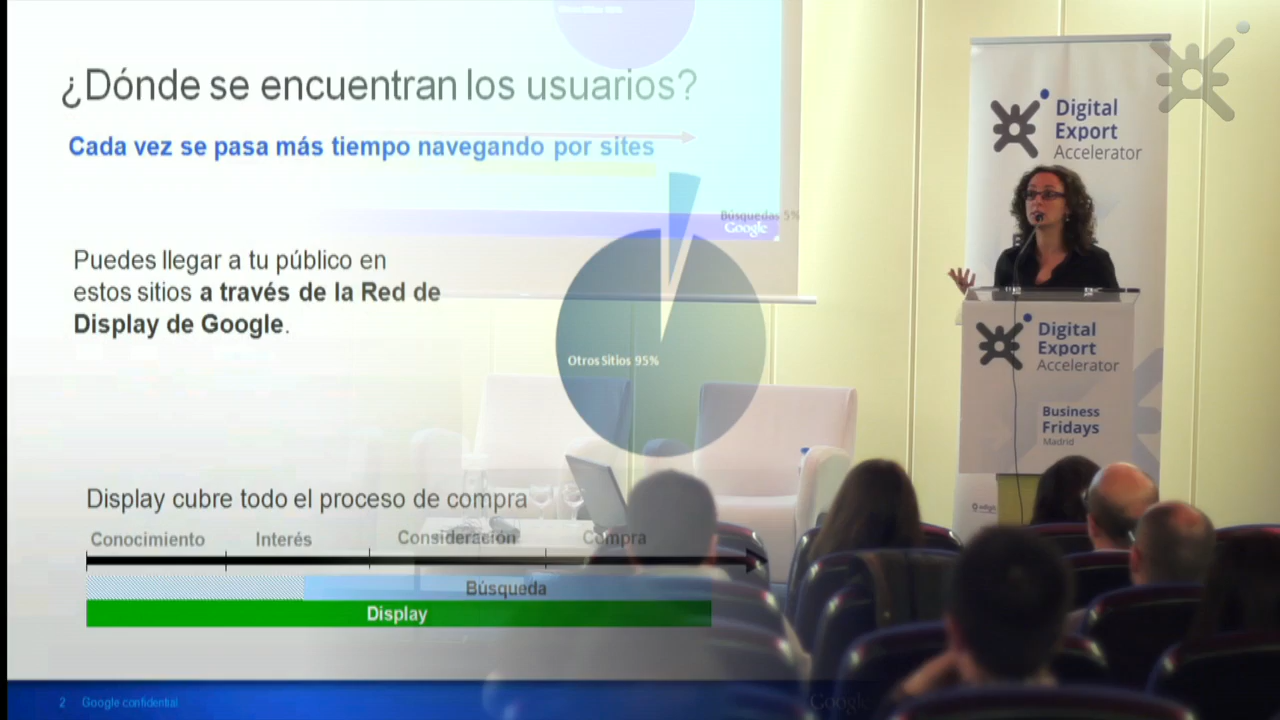 ¿Dónde se encuentran los usuarios?
Cada vez se pasa más tiempo navegando por sites
Búsquedas 5%
Google
Puedes llegar a tu público en
estos sitios a través de la Red de
Display de Google.
Otros Sitios 95%
Display cubre todo el proceso de compra
Conocimiento Interés Consideración Compra
Búsqueda
Display
2 Google confidential
Google
Digital
Export
Accelerator
Digital
Export
Accelerator
Business
Fridays
Madrid